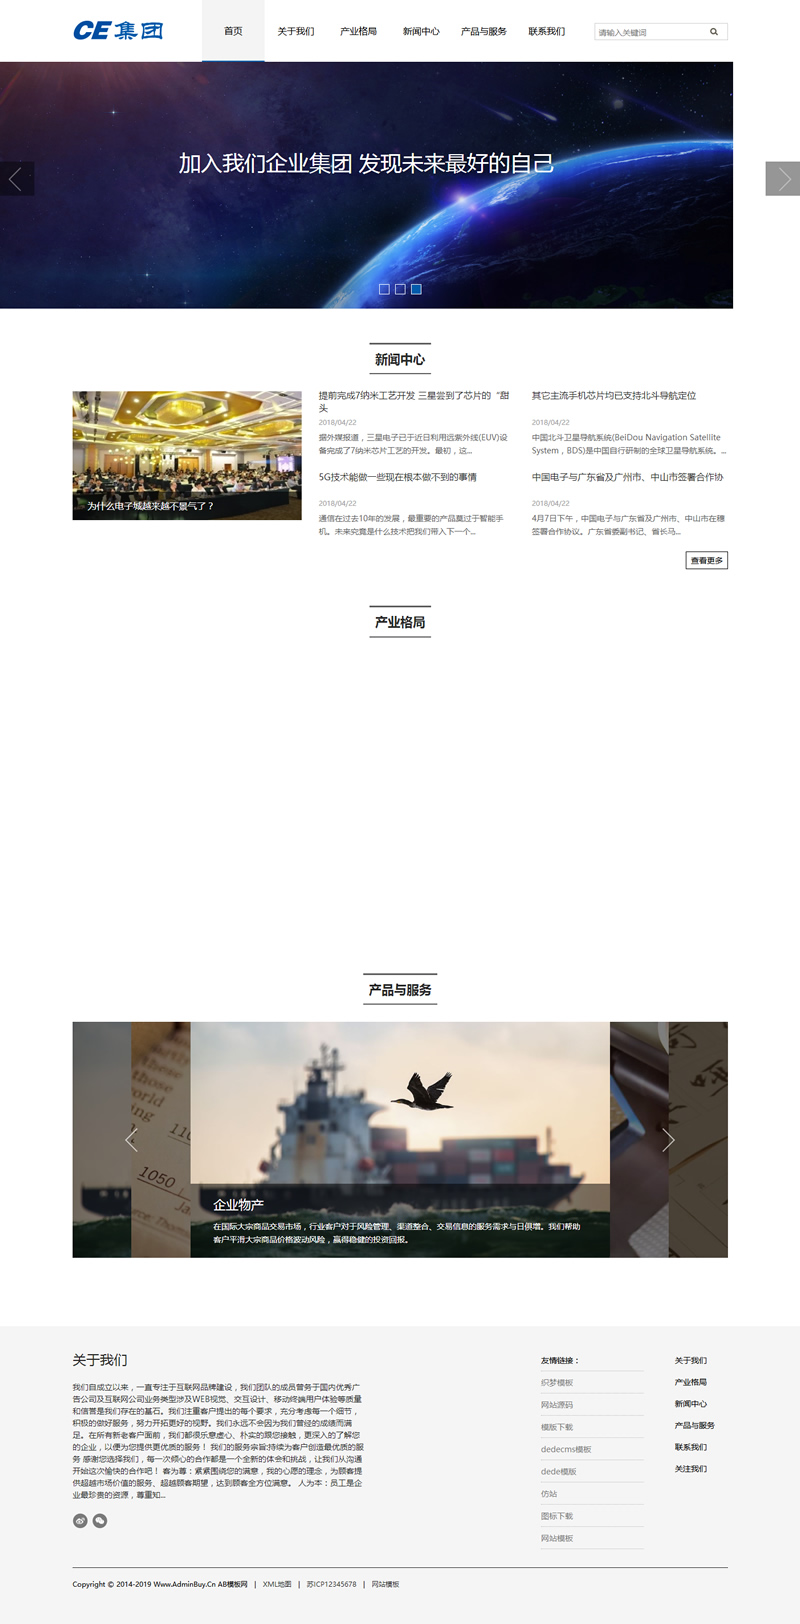 CE 集团
首页 关于我们 产业格局 新闻中心 产品与服务 联系我们 请输入关键词
加入我们企业集团 发现未来最好的自己
新闻中心
为什么电子城越来越不景气了？
提前完成7纳米工艺开发 三星尝到了芯片的“甜
头
2018/04/22
据外媒报道，三星电子已于近日利用远紫外线(EUV)设
备完成了7纳米芯片工艺的开发。最初，这...
其它主流手机芯片均已支持北斗导航定位
2018/04/22
中国北斗卫星导航系统(BeiDou Navigation Satellite
System，BDS)是中国自行研制的全球卫星导航系统。...
5G技术能做一些现在根本做不到的事情
2018/04/22
通信在过去10年的发展，最重要的产品莫过于智能手
机。未来究竟是什么技术把我们带入下一个...
中国电子与广东省及广州市、中山市签署合作协
2018/04/22
4月7日下午，中国电子与广东省及广州市、中山市在穗
签署合作协议。广东省委副书记、省长马...
查看更多
产业格局
产品与服务
those
world
1050
企业物产
在国际大宗商品交易市场，行业客户对于风险管理、渠道整合、交易信息的服务需求与日俱增。我们帮助
客户平滑大宗商品价格波动风险，赢得稳健的投资回报。
关于我们
我们自成立以来，一直专注于互联网品牌建设，我们团队的成员曾务于国内优秀广
告公司及互联网公司业务类型涉及WEB视觉、交互设计、移动终端用户体验等质量
和信誉是我们存在的基石。我们注重客户提出的每个要求，充分考虑每一个细节，
积极的做好服务，努力开拓更好的视野。我们永远不会因为我们曾经的成绩而满
足。在所有新老客户面前，我们都很乐意虚心、朴实的跟您接触，更深入的了解您
的企业，以便为您提供更优质的服务！ 我们的服务宗旨:持续为客户创造最优质的服
务 感谢您选择我们，每一次倾心的合作都是一个全新的体会和挑战，让我们从沟通
开始这次愉快的合作吧！ 客为尊：紧紧围绕您的满意，我的心愿的理念，为顾客提
供超越市场价值的服务、超越顾客期望，达到顾客全方位满意。 人为本：员工是企
业最珍贵的资源，尊重知...
友情链接：
织梦模板
网站源码
模版下载
dedecms模板
dede模版
仿站
图标下载
网站模板
关于我们
产业格局
新闻中心
产品与服务
联系我们
关注我们
Copyright © 2014-2019 Www.AdminBuy.Cn AB模板网 | XML地图 | 苏ICP12345678 | 网站模板